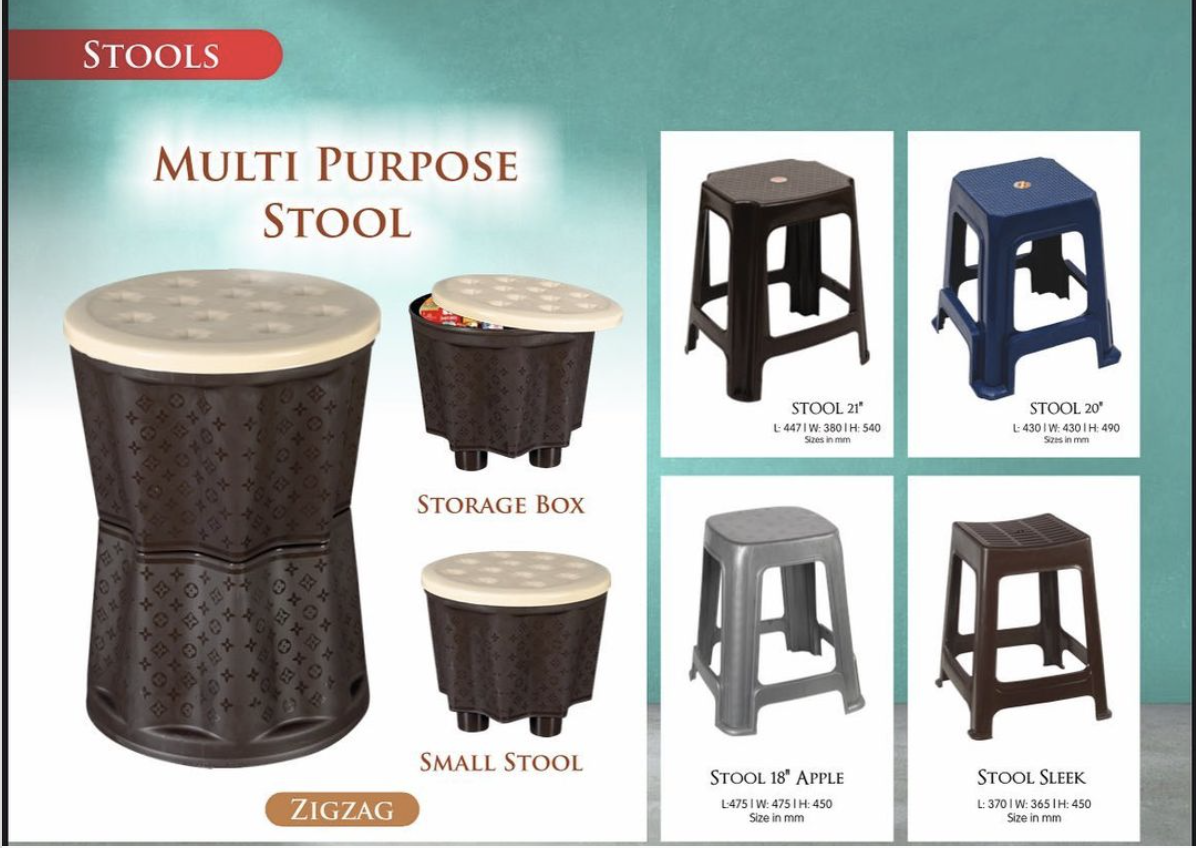 STOOLS
MULTI PURPOSE
STOOL
STORAGE BOX
SMALL STOOL
ZIGZAG
STOOL 21"
L: 447 | W: 380 | H: 540
Sizes in mm
STOOL 20"
L: 430 | W: 430 | H: 490
Sizes in mm
STOOL 18" APPLE
L:475 | W: 475 | H: 450
Size in mm
STOOL SLEEK
L: 370 | W: 365 | H: 450
Size in mm